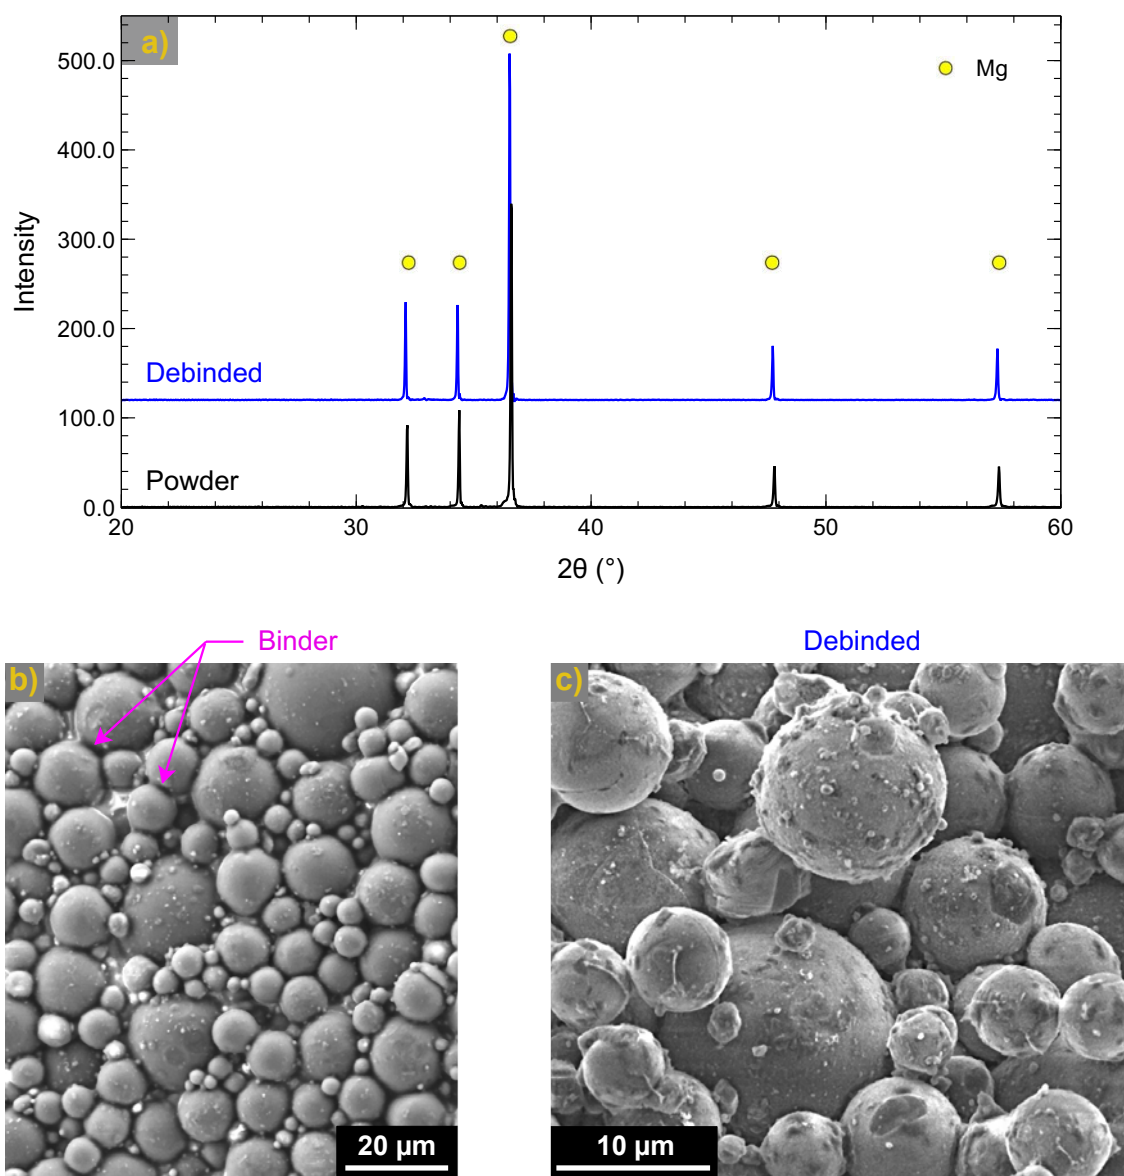 a)
Mg
500.0
400.0
300.0
200.0
100.0
0.0
Intensity
Debinded
Powder
20 30 40 50 60
2θ (°)
Binder
Debinded
b)
c)
20 µm
10 µm